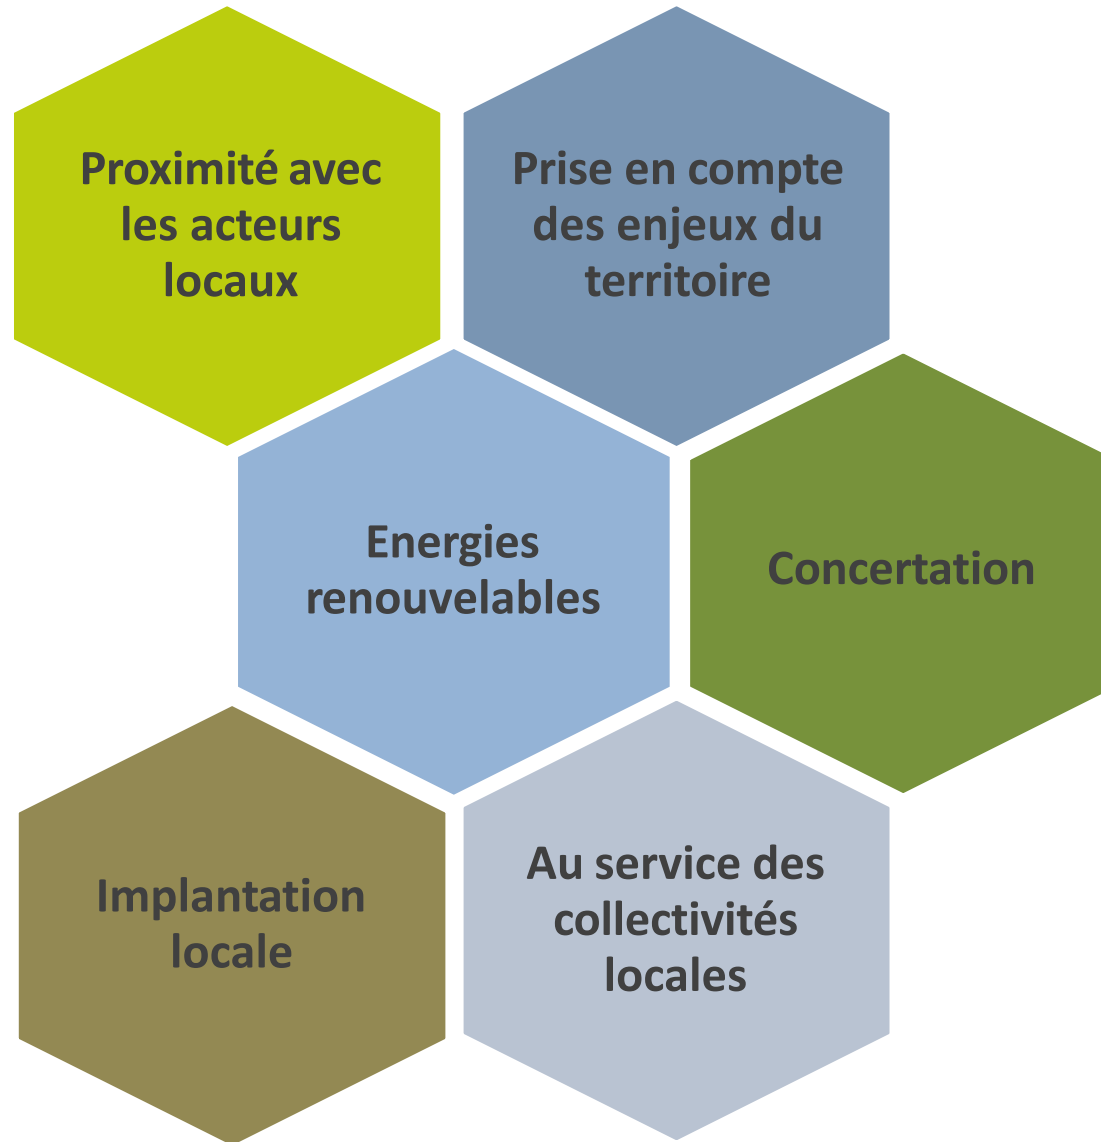 Proximité avec
les acteurs
locaux
Prise en compte
des enjeux du
territoire
Energies
renouvelables
Concertation
Implantation
locale
Au service des
collectivités
locales